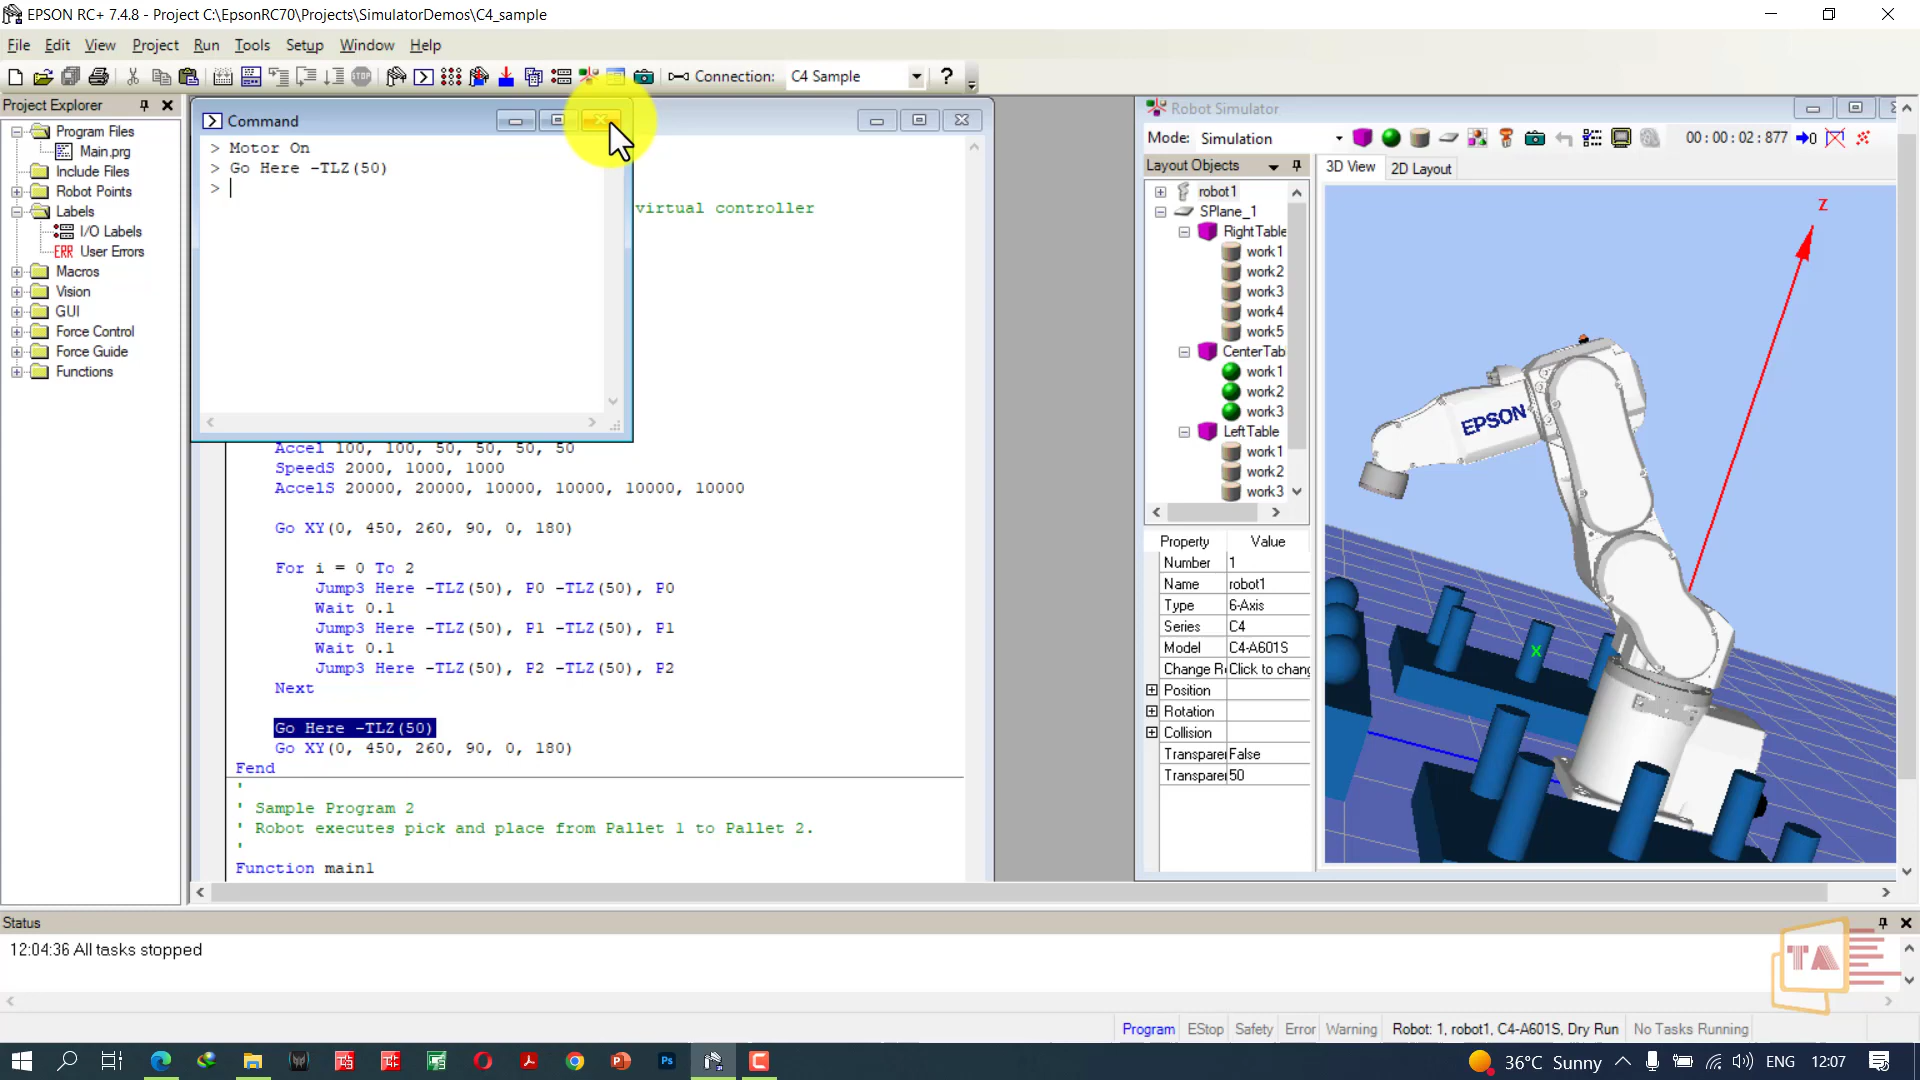 EPSON RC+ 7.4.8 - Project C:\EpsonRC70\Projects\SimulatorDemos\C4_sample
File Edit View Project Run Tools Setup Window Help
Connection: C4 Sample ?
Project Explorer
Program Files
Main.prg
Include Files
Robot Points
Labels
I/O Labels
ERR User Errors
Macros
Vision
GUI
Force Control
Force Guide
Functions
Command
> Motor On
> Go Here -TLZ(50)
>
virtual controller
Accel 100, 100, 50, 50, 50, 50
SpeedS 2000, 1000, 1000
AccelS 20000, 20000, 10000, 10000, 10000, 10000
Go XY(0, 450, 260, 90, 0, 180)
For i = 0 To 2
Jump3 Here -TLZ(50), P0 -TLZ(50), P0
Wait 0.1
Jump3 Here -TLZ(50), P1 -TLZ(50), P1
Wait 0.1
Jump3 Here -TLZ(50), P2 -TLZ(50), P2
Next
Go Here -TLZ(50)
Go XY(0, 450, 260, 90, 0, 180)
Fend
'
' Sample Program 2
' Robot executes pick and place from Pallet 1 to Pallet 2.
'
Function main1
Robot Simulator
Mode: Simulation 00:00:02:877
Layout Objects
3D View 2D Layout
robot1
SPlane_1
RightTable
work1
work2
work3
work4
work5
CenterTab
work1
work2
work3
LeftTable
work1
work2
work3
Property Value
Number 1
Name robot1
Type 6-Axis
Series C4
Model C4-A601S
Change R Click to chang
Position
Rotation
Collision
Transparer False
Transparer 50
Z
EPSON
X
Status
12:04:36 All tasks stopped
TA
Program EStop Safety Error Warning Robot: 1, robot1, C4-A601S, Dry Run No Tasks Running
Ps
36°C Sunny ENG 12:07